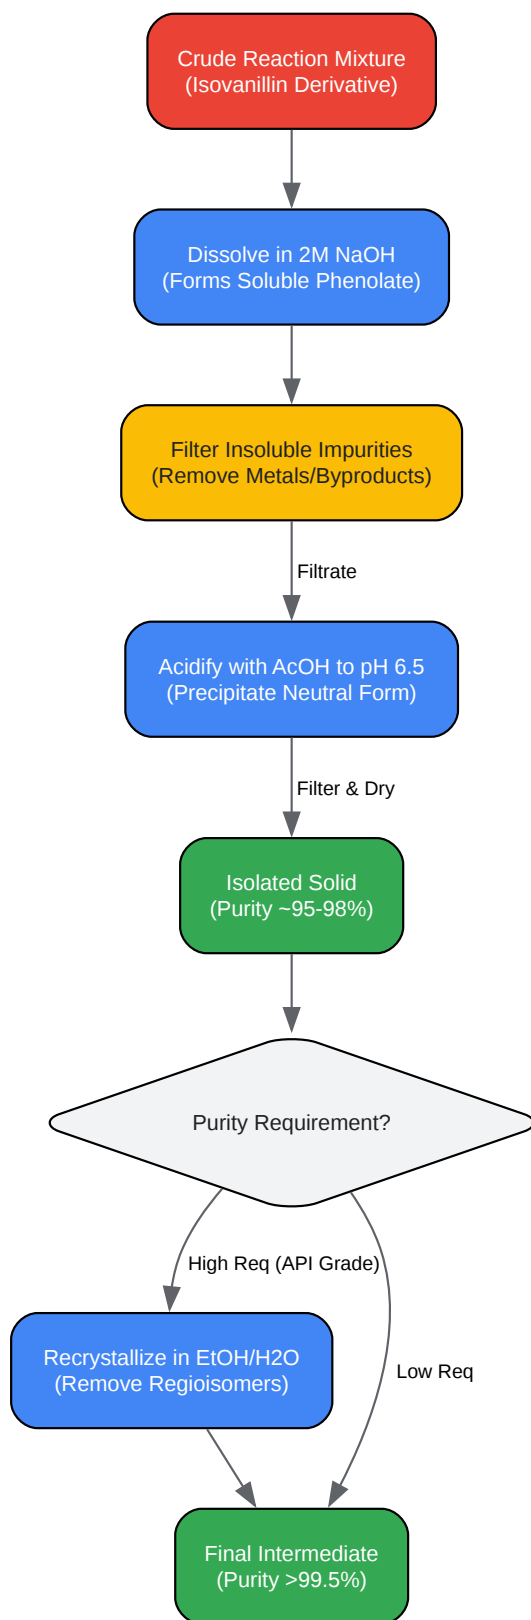 Crude Reaction Mixture
(Isovanillin Derivative)
Dissolve in 2M NaOH
(Forms Soluble Phenolate)
Filter Insoluble Impurities
(Remove Metals/Byproducts)
Filtrate
Acidify with AcOH to pH 6.5
(Precipitate Neutral Form)
Filter & Dry
Isolated Solid
(Purity ~95-98%)
Purity Requirement?
High Req (API Grade)
Recrystallize in EtOH/H2O
(Remove Regioisomers)
Low Req
Final Intermediate
(Purity >99.5%)